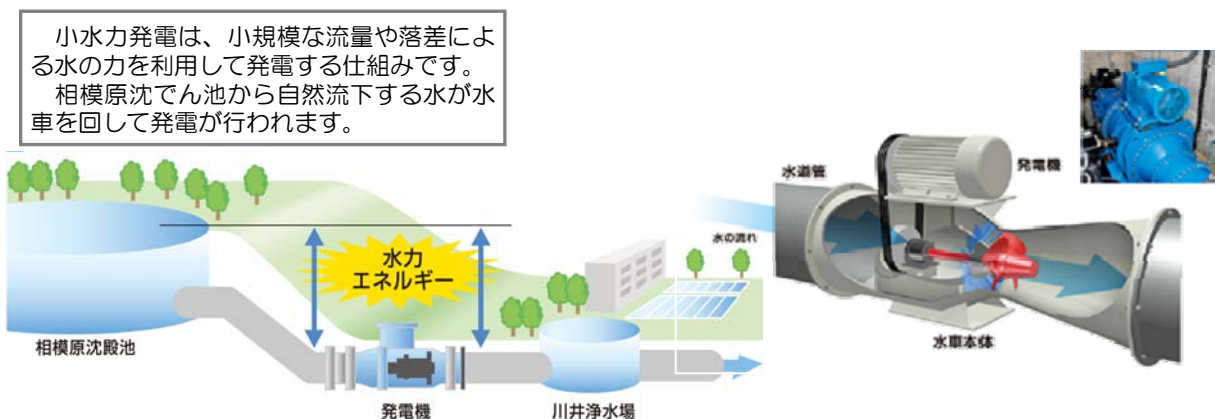 小水力発電は、小規模な流量や落差によ
る水の力を利用して発電する仕組みです。
相模原沈でん池から自然流下する水が水
車を回して発電が行われます。
水力
エネルギー
相模原沈殿池
発電機
川井浄水場
水の流れ
水道管
発電機
水車本体